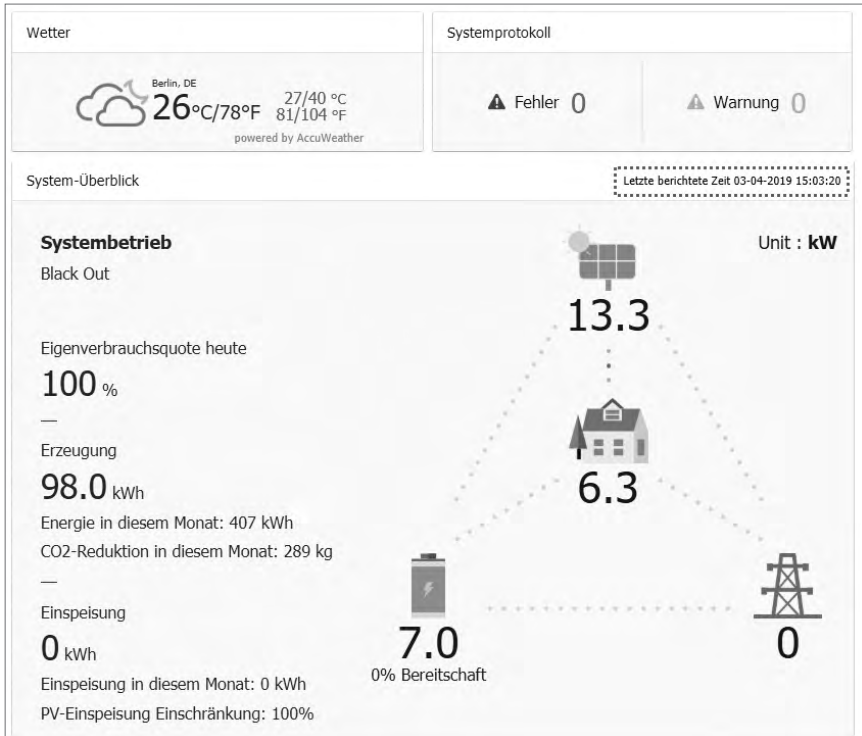 Wetter
Berlin, DE
26°C/78°F
27/40 °C
81/104 °F
powered by AccuWeather
Systemprotokoll
Fehler 0
Warnung 0
System-Überblick
Letzte berichtete Zeit 03-04-2019 15:03:20
Systembetrieb
Black Out
Unit : kW
13.3
Eigenverbrauchsquote heute
100 %
Erzeugung
98.0 kWh
Energie in diesem Monat: 407 kWh
CO2-Reduktion in diesem Monat: 289 kg
6.3
Einspeisung
0 kWh
Einspeisung in diesem Monat: 0 kWh
PV-Einspeisung Einschränkung: 100%
7.0
0% Bereitschaft
0